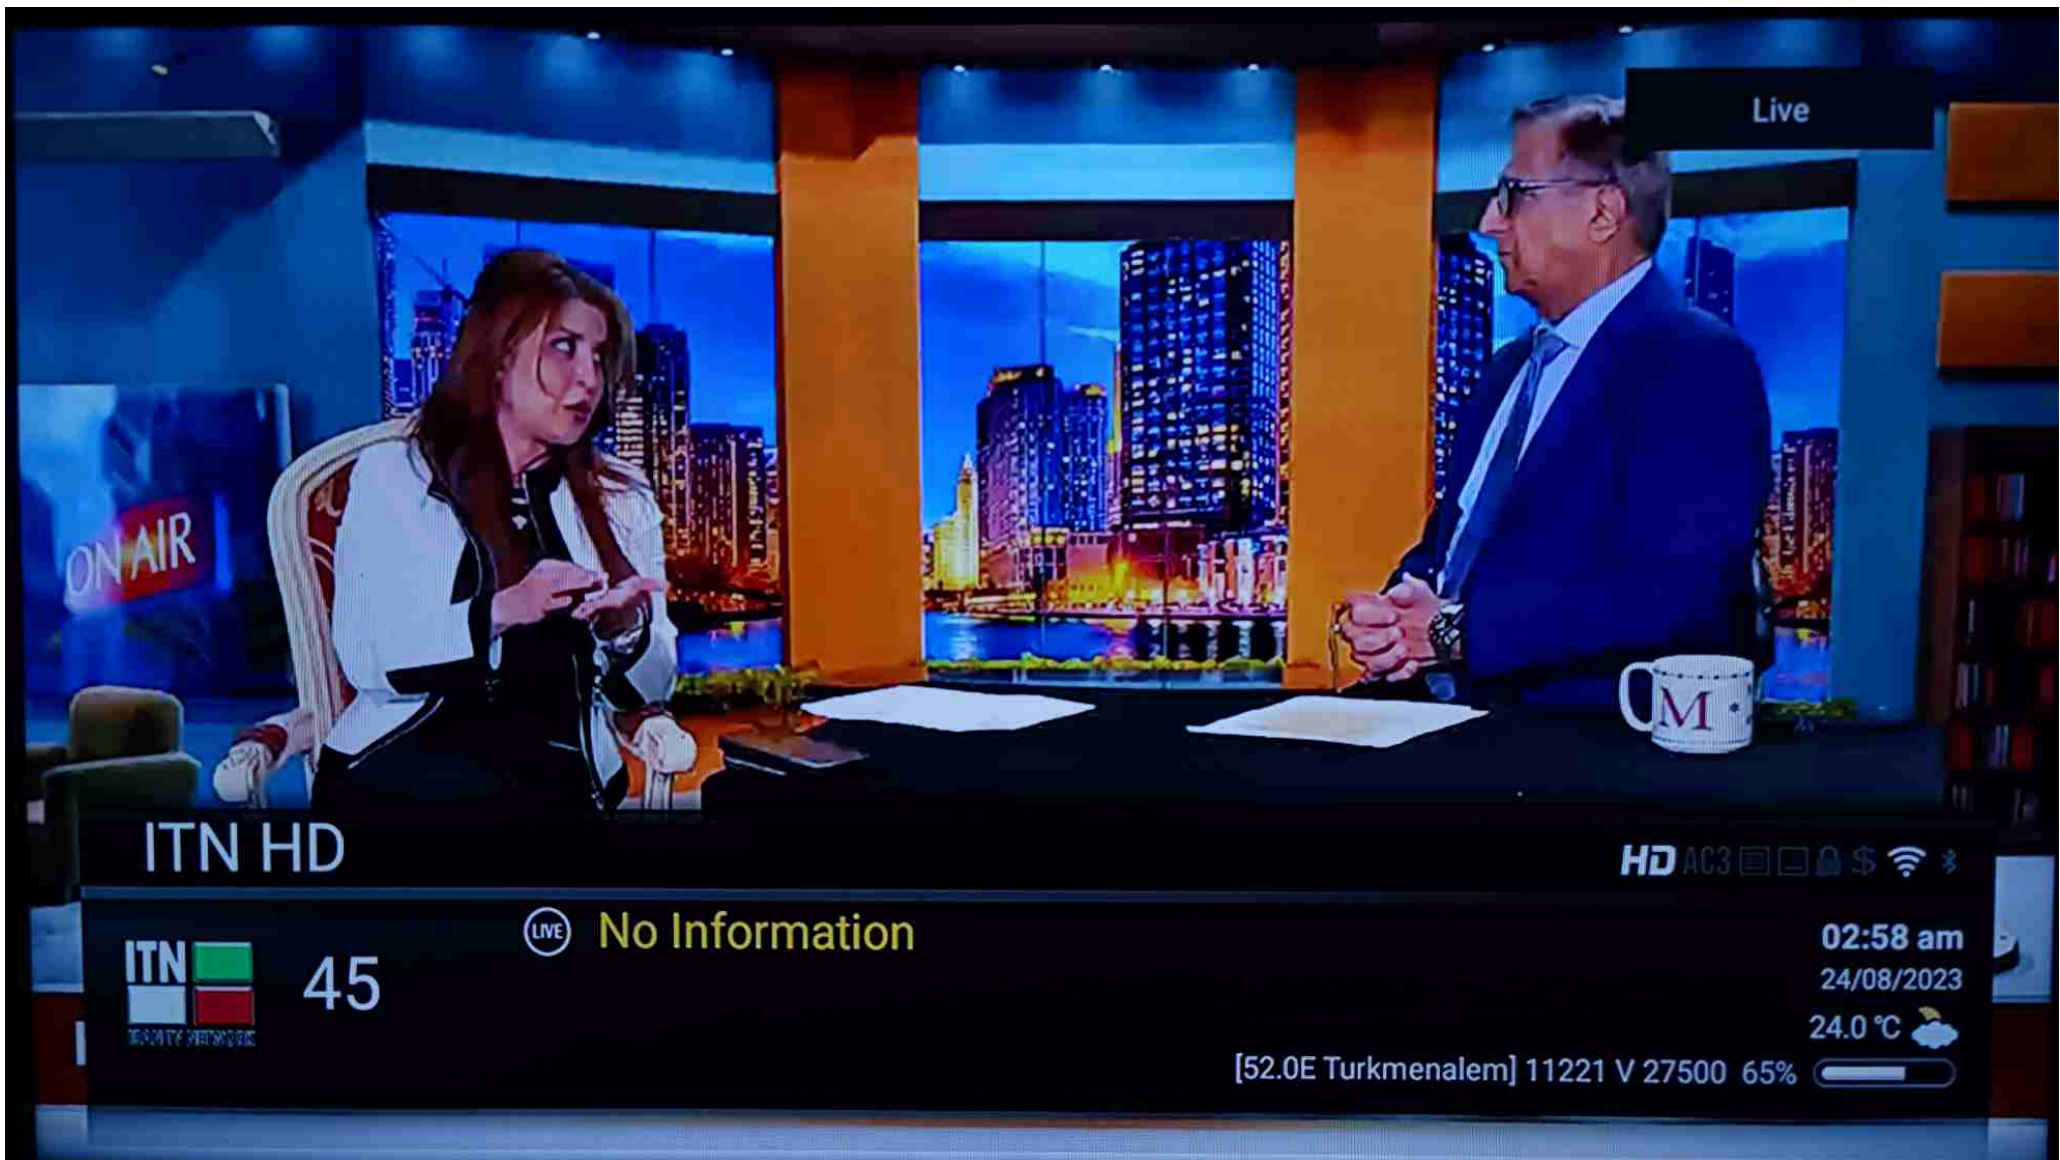 Live
ON AIR
M
ITN HD
HD AC3 $
LIVE No Information
ITN
45
02:58 am
24/08/2023
24.0 °C
[52.0E Turkmenalem] 11221 V 27500 65%